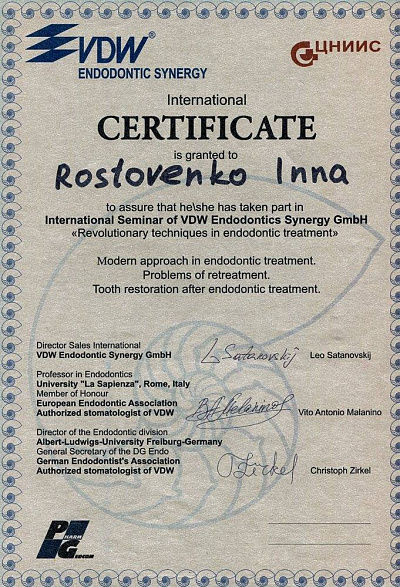 VDW®
ENDODONTIC SYNERGY
ЦНИИС
International
CERTIFICATE
is granted to
Rostovenko Inna
to assure that he\she has taken part in
International Seminar of VDW Endodontics Synergy GmbH
«Revolutionary techniques in endodontic treatment»
Modern approach in endodontic treatment.
Problems of retreatment.
Tooth restoration after endodontic treatment.
Director Sales International
VDW Endodontic Synergy GmbH
L Satanovskij
Leo Satanovskij
Professor in Endodontics
University "La Sapienza", Rome, Italy
Member of Honour
European Endodontic Association
Authorized stomatologist of VDW
Vito Antonio Malanino
Director of the Endodontic division
Albert-Ludwigs-University Freiburg-Germany
General Secretary of the DG Endo
German Endodontist's Association
Authorized stomatologist of VDW
Zirkel
Christoph Zirkel
PHARM
GEOCOM